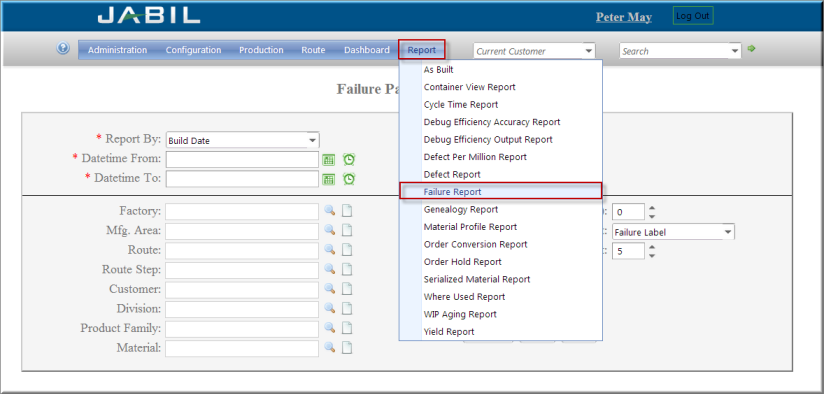 JABIL
Peter May
Log Out
? Administration Configuration Production Route Dashboard Report Current Customer Search
As Built
Container View Report
Cycle Time Report
Debug Efficiency Accuracy Report
Debug Efficiency Output Report
Defect Per Million Report
Defect Report
Failure Report
Genealogy Report
Material Profile Report
Order Conversion Report
Order Hold Report
Serialized Material Report
Where Used Report
WIP Aging Report
Yield Report
Failure Pa
* Report By: Build Date
* Datetime From:
* Datetime To:
Factory:
Mfg. Area:
Route:
Route Step:
Customer:
Division:
Product Family:
Material:
: 0
: Failure Label
: 5